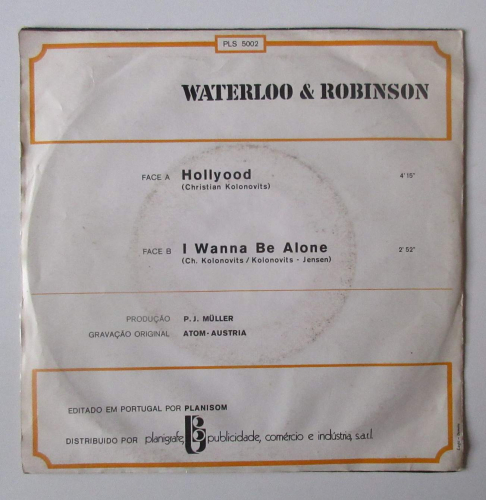 PLS 5002
WATERLOO & ROBINSON
FACE A Hollyood 4'15"
(Christian Kolonovits)
FACE B I Wanna Be Alone 2'52"
(Ch. Kolonovits / Kolonovits - Jensen)
PRODUÇÃO P. J. MÜLLER
GRAVAÇÃO ORIGINAL ATOM-AUSTRIA
EDITADO EM PORTUGAL POR PLANISOM
DISTRIBUIDO POR planigrafe, publicidade, comércio e indústria, s.a.r.l.